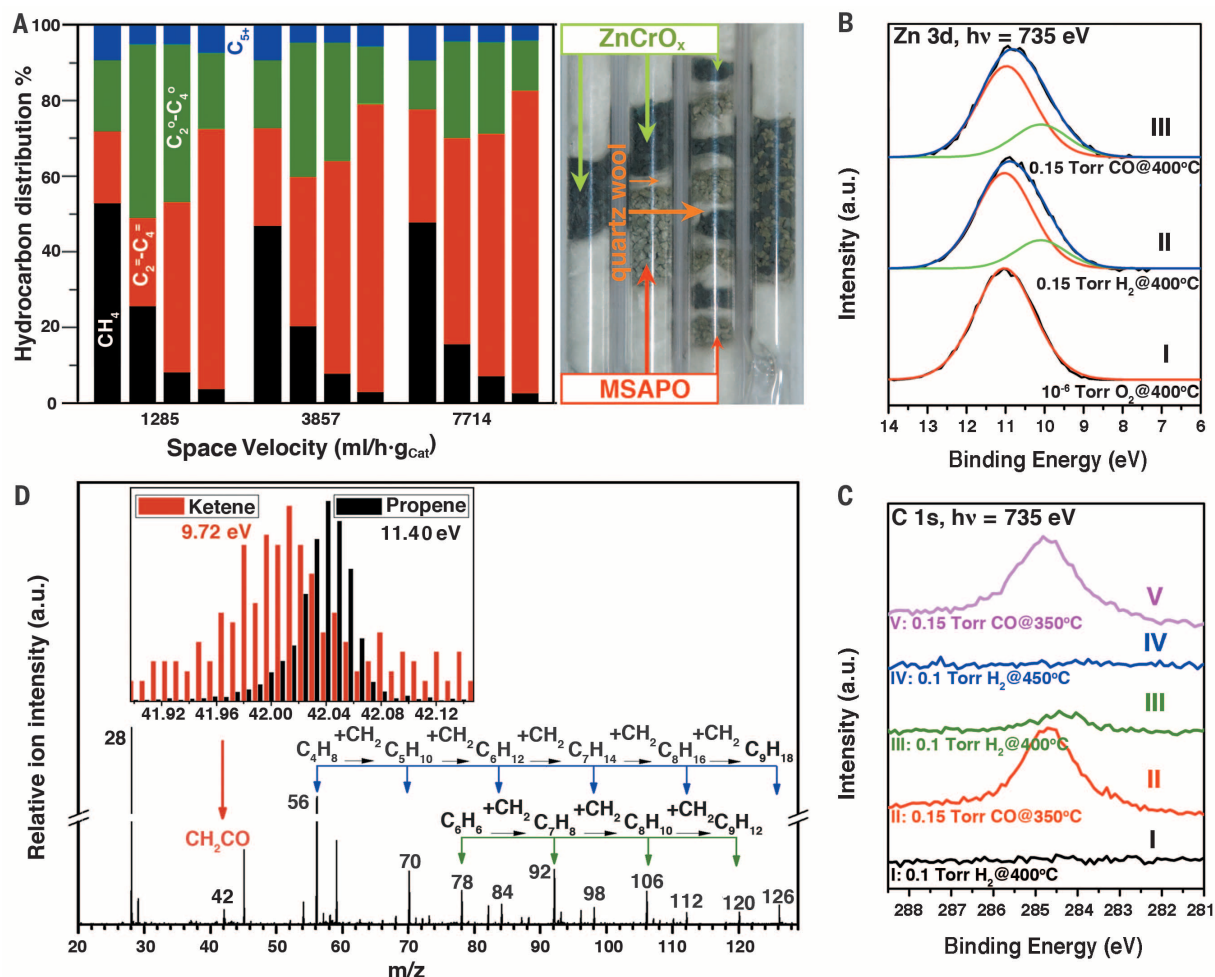 A
Hydrocarbon distribution %
100
80
60
40
20
0
CH₄
C₂⁼-C₄⁼
C₂⁰-C₄⁰
C₅₊
1285 3857 7714
Space Velocity (ml/h·g_Cat)
ZnCrOₓ
quartz wool
MSAPO
B
Zn 3d, hν = 735 eV
III
0.15 Torr CO@400°C
II
0.15 Torr H₂@400°C
I
10⁻⁶ Torr O₂@400°C
Intensity (a.u.)
14 13 12 11 10 9 8 7 6
Binding Energy (eV)
D
Relative ion intensity (a.u.)
Ketene
9.72 eV
Propene
11.40 eV
41.92 41.96 42.00 42.04 42.08 42.12
28
CH₂CO
42
C₄H₈ +CH₂ C₅H₁₀ +CH₂ C₆H₁₂ +CH₂ C₇H₁₄ +CH₂ C₈H₁₆ +CH₂ C₉H₁₈
56
C₆H₆ +CH₂ C₇H₈ +CH₂ C₈H₁₀ +CH₂ C₉H₁₂
70
78
84
92
98
106
112
120
126
20 30 40 50 60 70 80 90 100 110 120
m/z
C
C 1s, hν = 735 eV
V
V: 0.15 Torr CO@350°C
IV
IV: 0.1 Torr H₂@450°C
III
III: 0.1 Torr H₂@400°C
II
II: 0.15 Torr CO@350°C
I
I: 0.1 Torr H₂@400°C
Intensity (a.u.)
288 287 286 285 284 283 282 281
Binding Energy (eV)